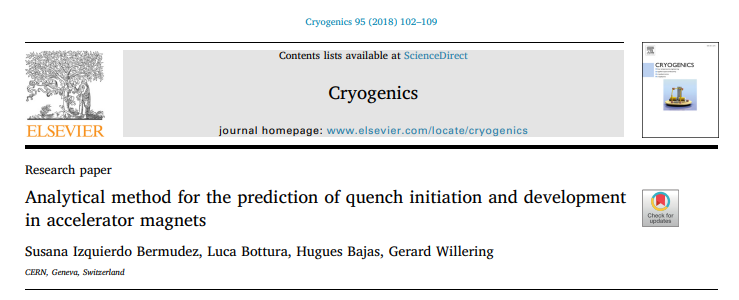 Cryogenics 95 (2018) 102–109
Contents lists available at ScienceDirect
Cryogenics
journal homepage: www.elsevier.com/locate/cryogenics
ELSEVIER
CRYOGENICS
Research paper
Analytical method for the prediction of quench initiation and development
in accelerator magnets
Check for
updates
Susana Izquierdo Bermudez, Luca Bottura, Hugues Bajas, Gerard Willering
CERN, Geneva, Switzerland